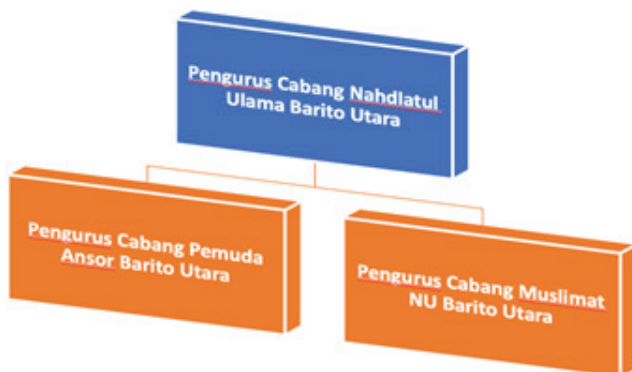 Pengurus Cabang Nahdlatul
Ulama Barito Utara
Pengurus Cabang Pemuda
Ansor Barito Utara
Pengurus Cabang Muslimat
NU Barito Utara